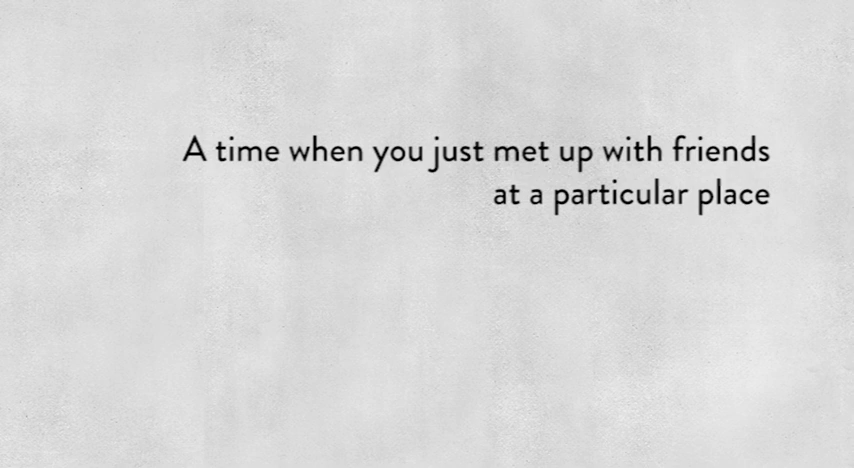 A time when you just met up with friends
at a particular place